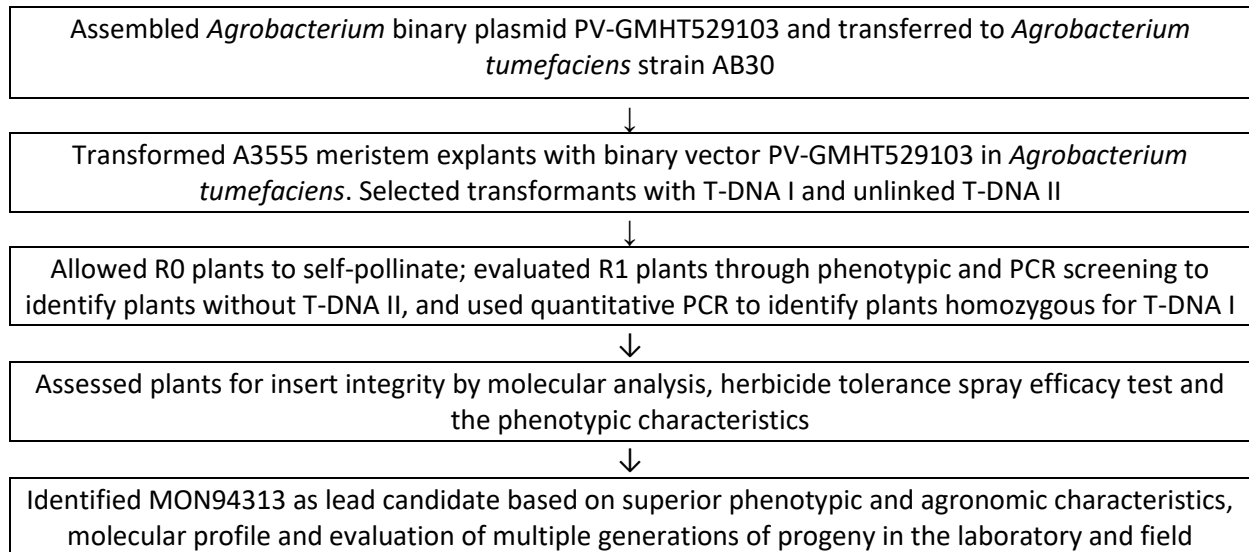 Assembled Agrobacterium binary plasmid PV-GMHT529103 and transferred to Agrobacterium
tumefaciens strain AB30
↓
Transformed A3555 meristem explants with binary vector PV-GMHT529103 in Agrobacterium
tumefaciens. Selected transformants with T-DNA I and unlinked T-DNA II
↓
Allowed R0 plants to self-pollinate; evaluated R1 plants through phenotypic and PCR screening to
identify plants without T-DNA II, and used quantitative PCR to identify plants homozygous for T-DNA I
↓
Assessed plants for insert integrity by molecular analysis, herbicide tolerance spray efficacy test and
the phenotypic characteristics
↓
Identified MON94313 as lead candidate based on superior phenotypic and agronomic characteristics,
molecular profile and evaluation of multiple generations of progeny in the laboratory and field